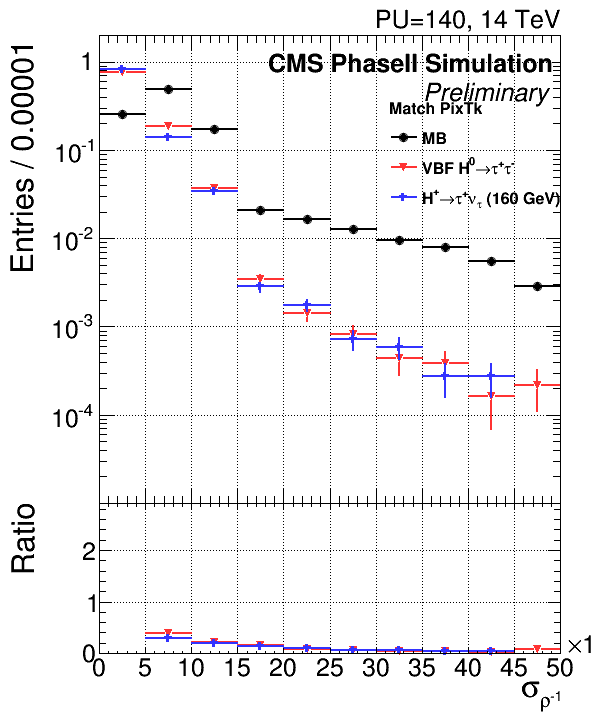 PU=140, 14 TeV
CMS PhaseII Simulation
Preliminary
Match PixTk
MB
VBF H⁰→τ⁺τ⁻
H⁺→τ⁺ν_τ (160 GeV)
Entries / 0.00001
1
10⁻¹
10⁻²
10⁻³
10⁻⁴
Ratio
2
1
0
0 5 10 15 20 25 30 35 40 45 50
×1
σ_ρ⁻¹